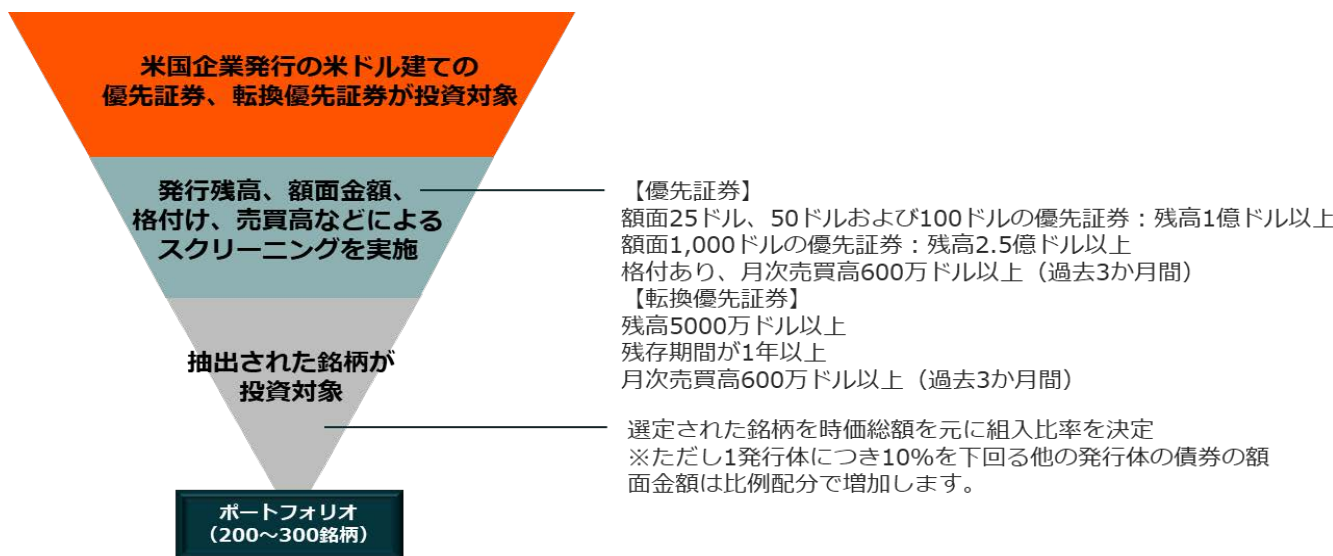 米国企業発行の米ドル建ての
優先証券、転換優先証券が投資対象
発行残高、額面金額、
格付け、売買高などによる
スクリーニングを実施
【優先証券】
額面25ドル、50ドルおよび100ドルの優先証券：残高1億ドル以上
額面1,000ドルの優先証券：残高2.5億ドル以上
格付あり、月次売買高600万ドル以上（過去3か月間）
【転換優先証券】
残高5000万ドル以上
残存期間が1年以上
月次売買高600万ドル以上（過去3か月間）
抽出された銘柄が
投資対象
選定された銘柄を時価総額を元に組入比率を決定
※ただし1発行体につき10%を下回る他の発行体の債券の額
面金額は比例配分で増加します。
ポートフォリオ
（200～300銘柄）